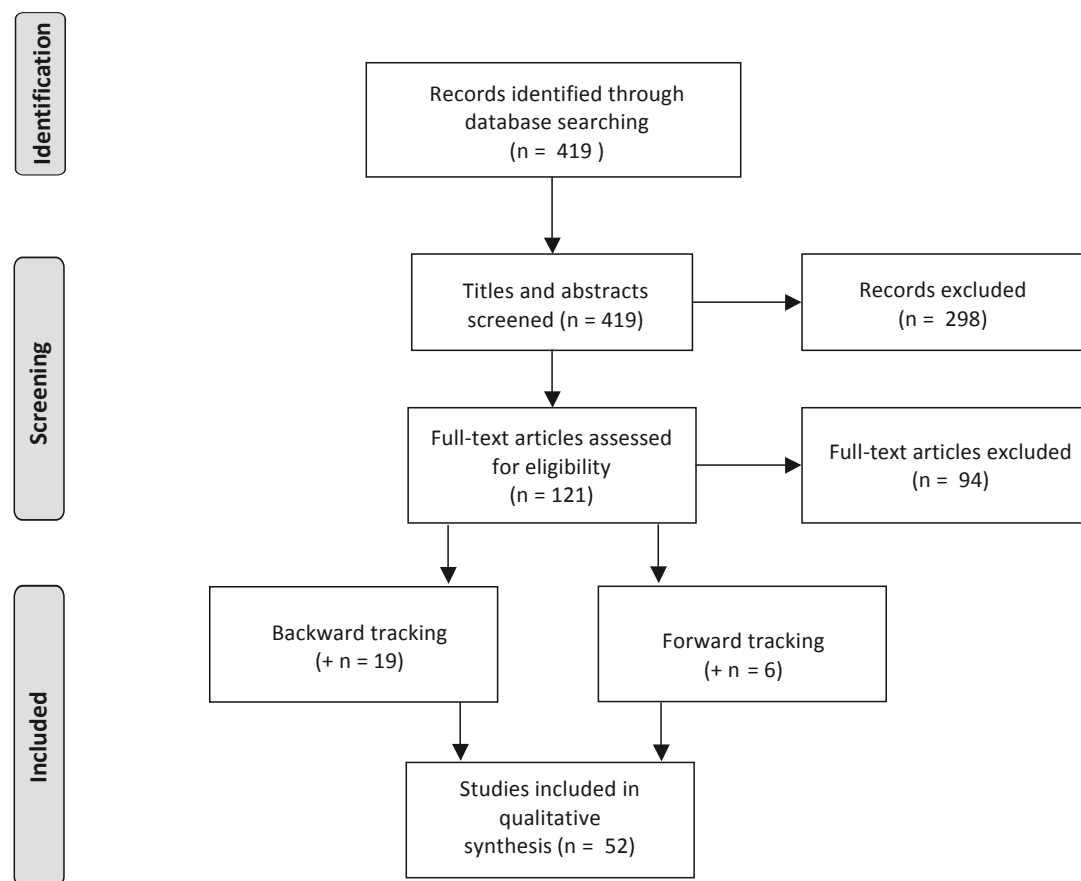 Identification
Records identified through
database searching
(n =  419 )
Screening
Titles and abstracts
screened (n = 419)
Records excluded
(n =  298)
Full-text articles assessed
for eligibility
(n = 121)
Full-text articles excluded
(n =  94)
Included
Backward tracking
(+ n = 19)
Forward tracking
(+ n = 6)
Studies included in
qualitative
synthesis (n =  52)